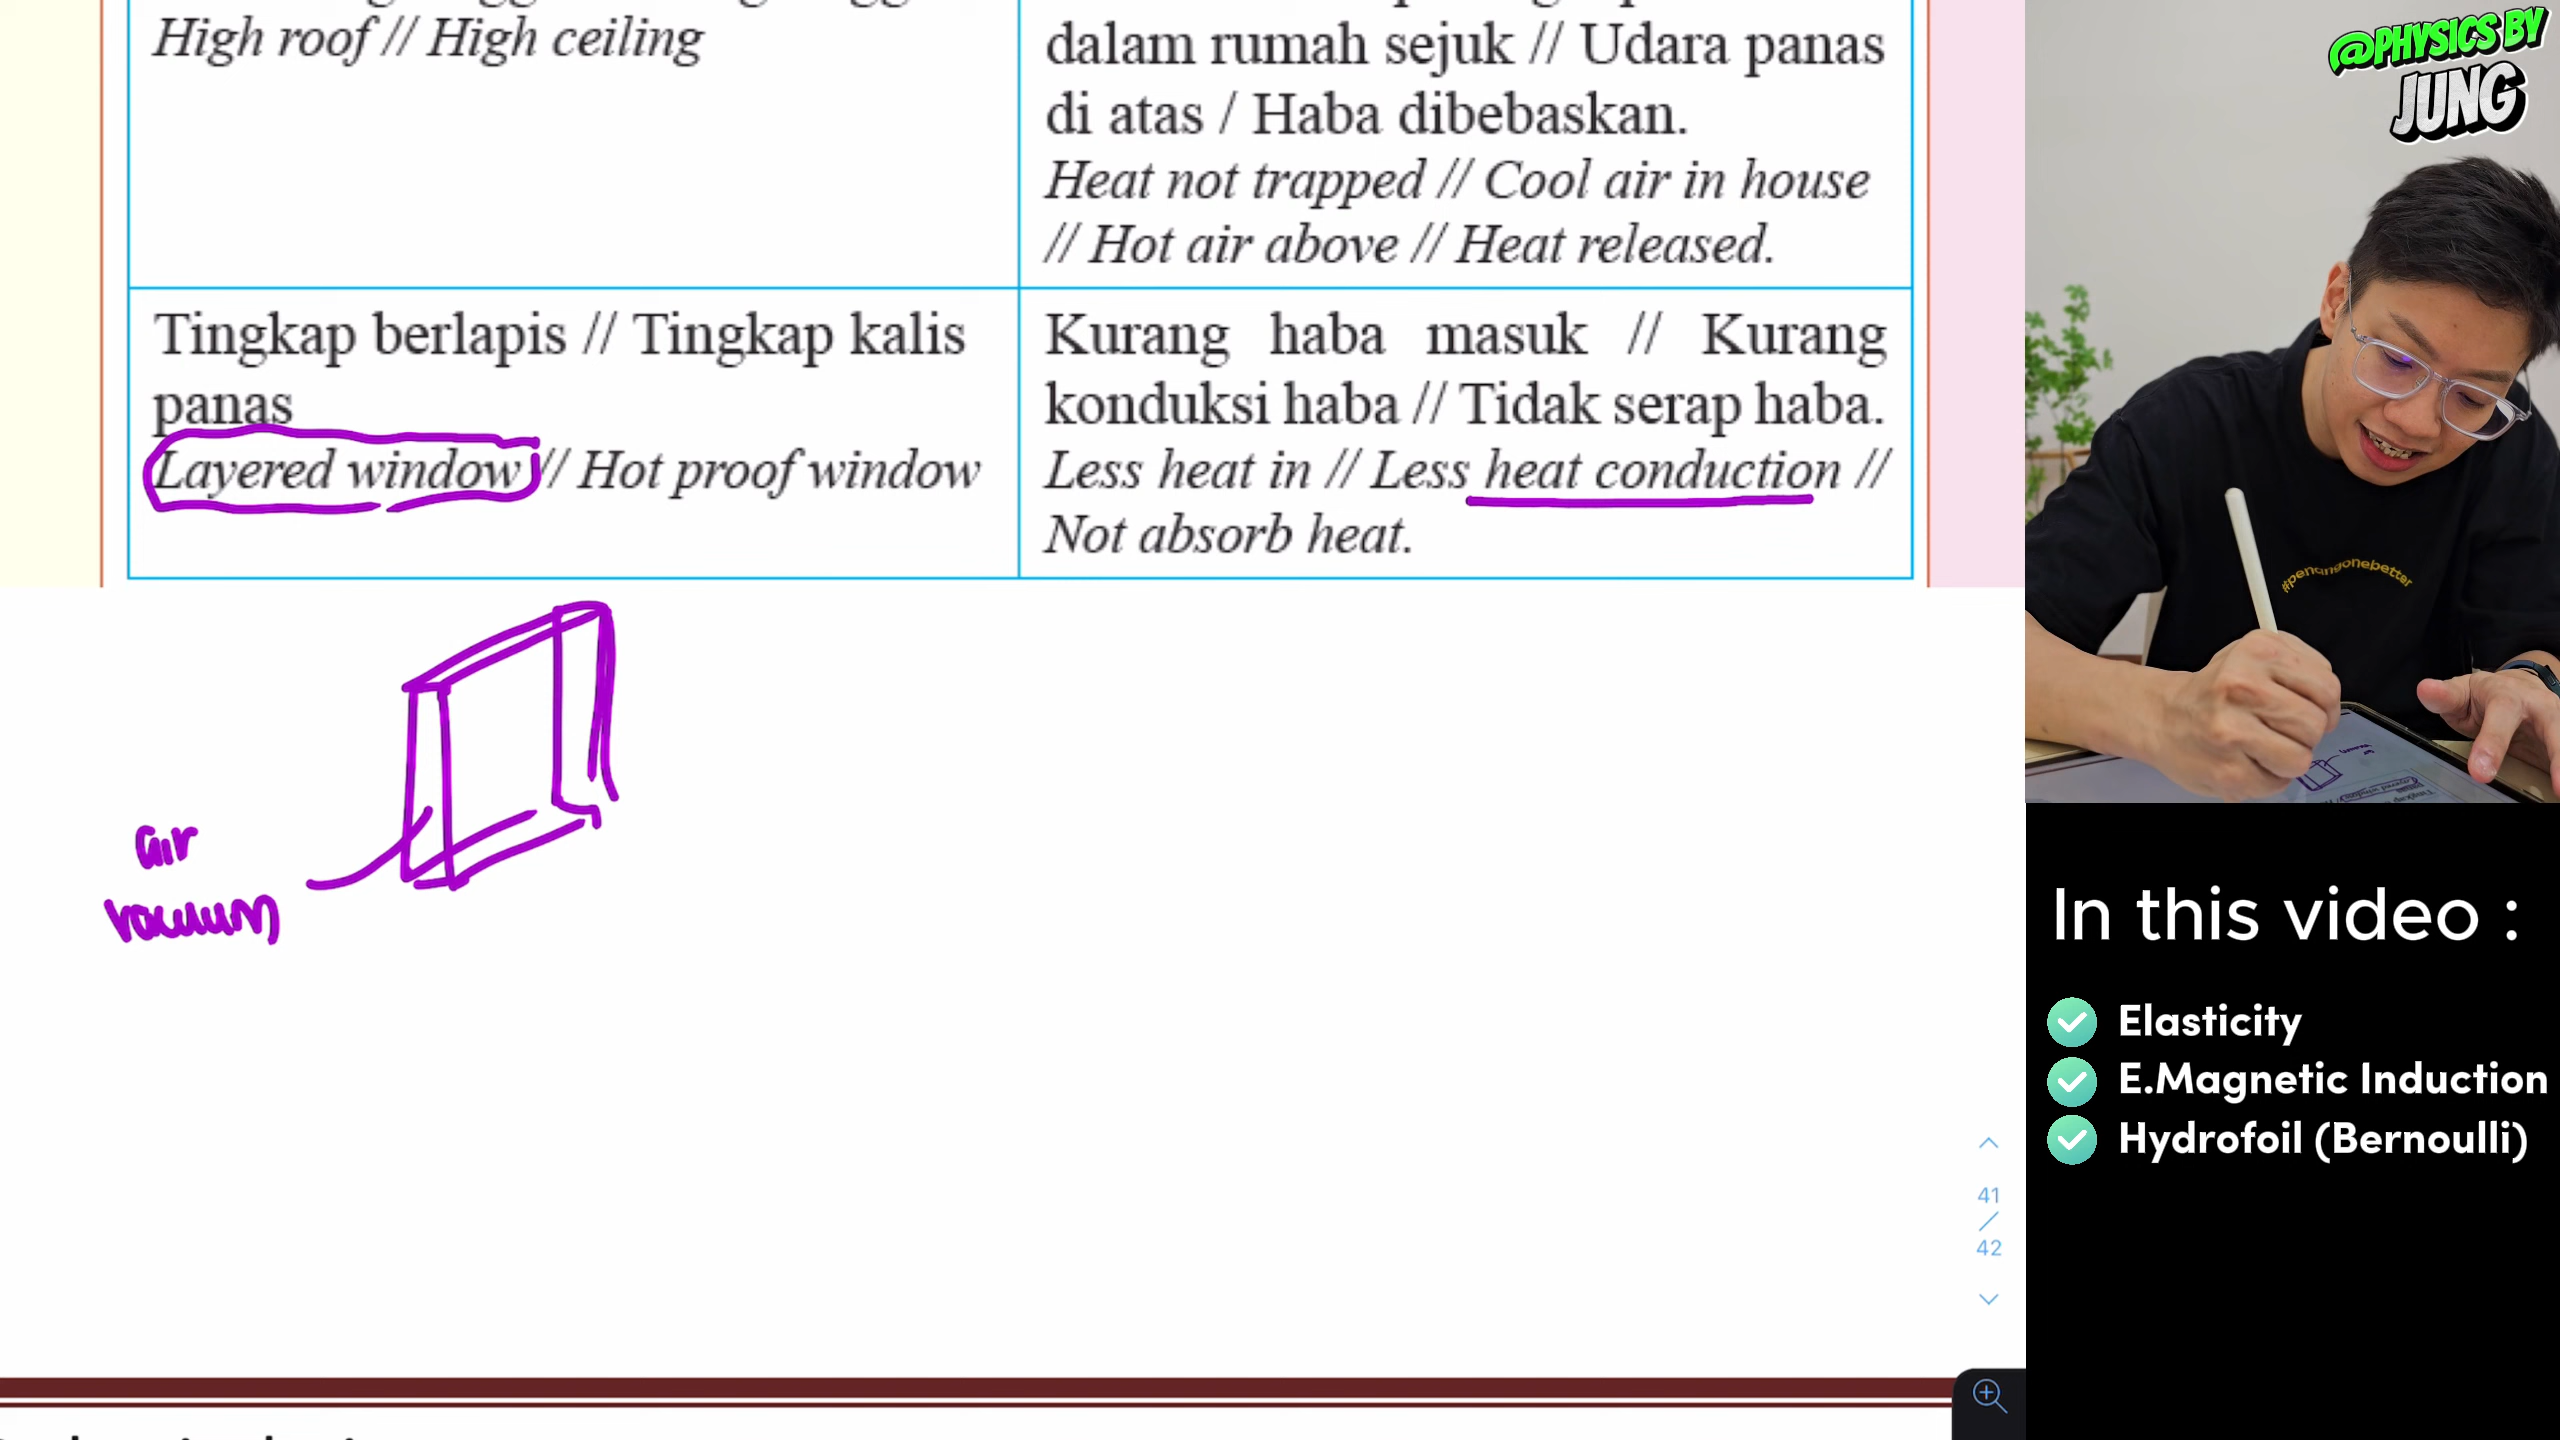 High roof // High ceiling
dalam rumah sejuk // Udara panas
di atas / Haba dibebaskan.
Heat not trapped // Cool air in house
// Hot air above // Heat released.
Tingkap berlapis // Tingkap kalis
panas
Layered window // Hot proof window
Kurang haba masuk // Kurang
konduksi haba // Tidak serap haba.
Less heat in // Less heat conduction //
Not absorb heat.
air
vacuum
41
/
42
@PHYSICS BY
JUNG
#penangonebetter
In this video :
Elasticity
E.Magnetic Induction
Hydrofoil (Bernoulli)